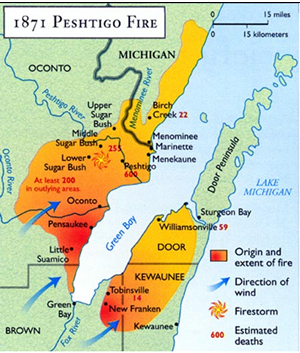 1871 PESHTIGO FIRE
0 15 miles
0 15 kilometers
MICHIGAN
OCONTO
Peshtigo River
Menominee River
Upper
Sugar Bush
Birch
Creek 22
Middle
Sugar Bush
255
Menominee
Marinette
Menekaune
Lower
Sugar Bush
Peshtigo
600
At least 200
in outlying areas.
Oconto River
Oconto
Pensaukee
Door Peninsula
LAKE
MICHIGAN
Sturgeon Bay
Williamsonville 59
Green Bay
DOOR
Little
Suamico
KEWAUNEE
Tobinsville
14
New Franken
Green
Bay
Fox River
BROWN
Kewaunee
Origin and
extent of fire
Direction of
wind
Firestorm
600 Estimated
deaths